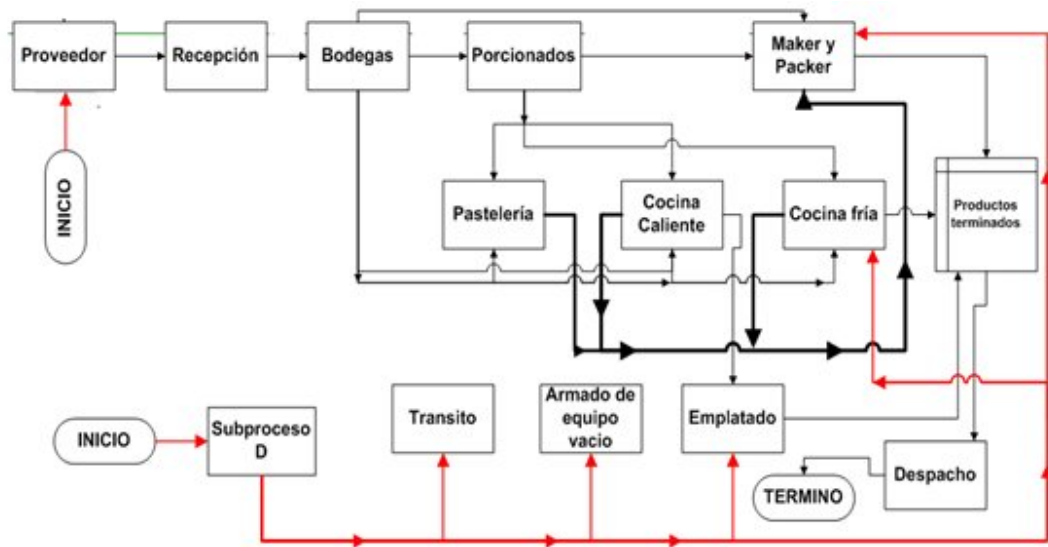 Proveedor
Recepción
Bodegas
Porcionados
Maker y
Packer
INICIO
Pastelería
Cocina
Caliente
Cocina fría
Productos
terminados
INICIO
Subproceso
D
Transito
Armado de
equipo
vacio
Emplatado
Despacho
TERMINO